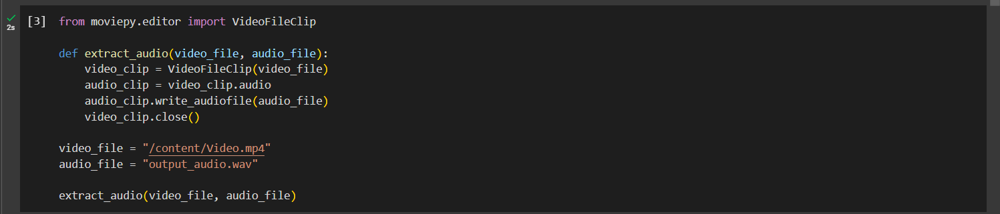 [3] from moviepy.editor import VideoFileClip
2s
def extract_audio(video_file, audio_file):
    video_clip = VideoFileClip(video_file)
    audio_clip = video_clip.audio
    audio_clip.write_audiofile(audio_file)
    video_clip.close()
video_file = "/content/Video.mp4"
audio_file = "output_audio.wav"
extract_audio(video_file, audio_file)